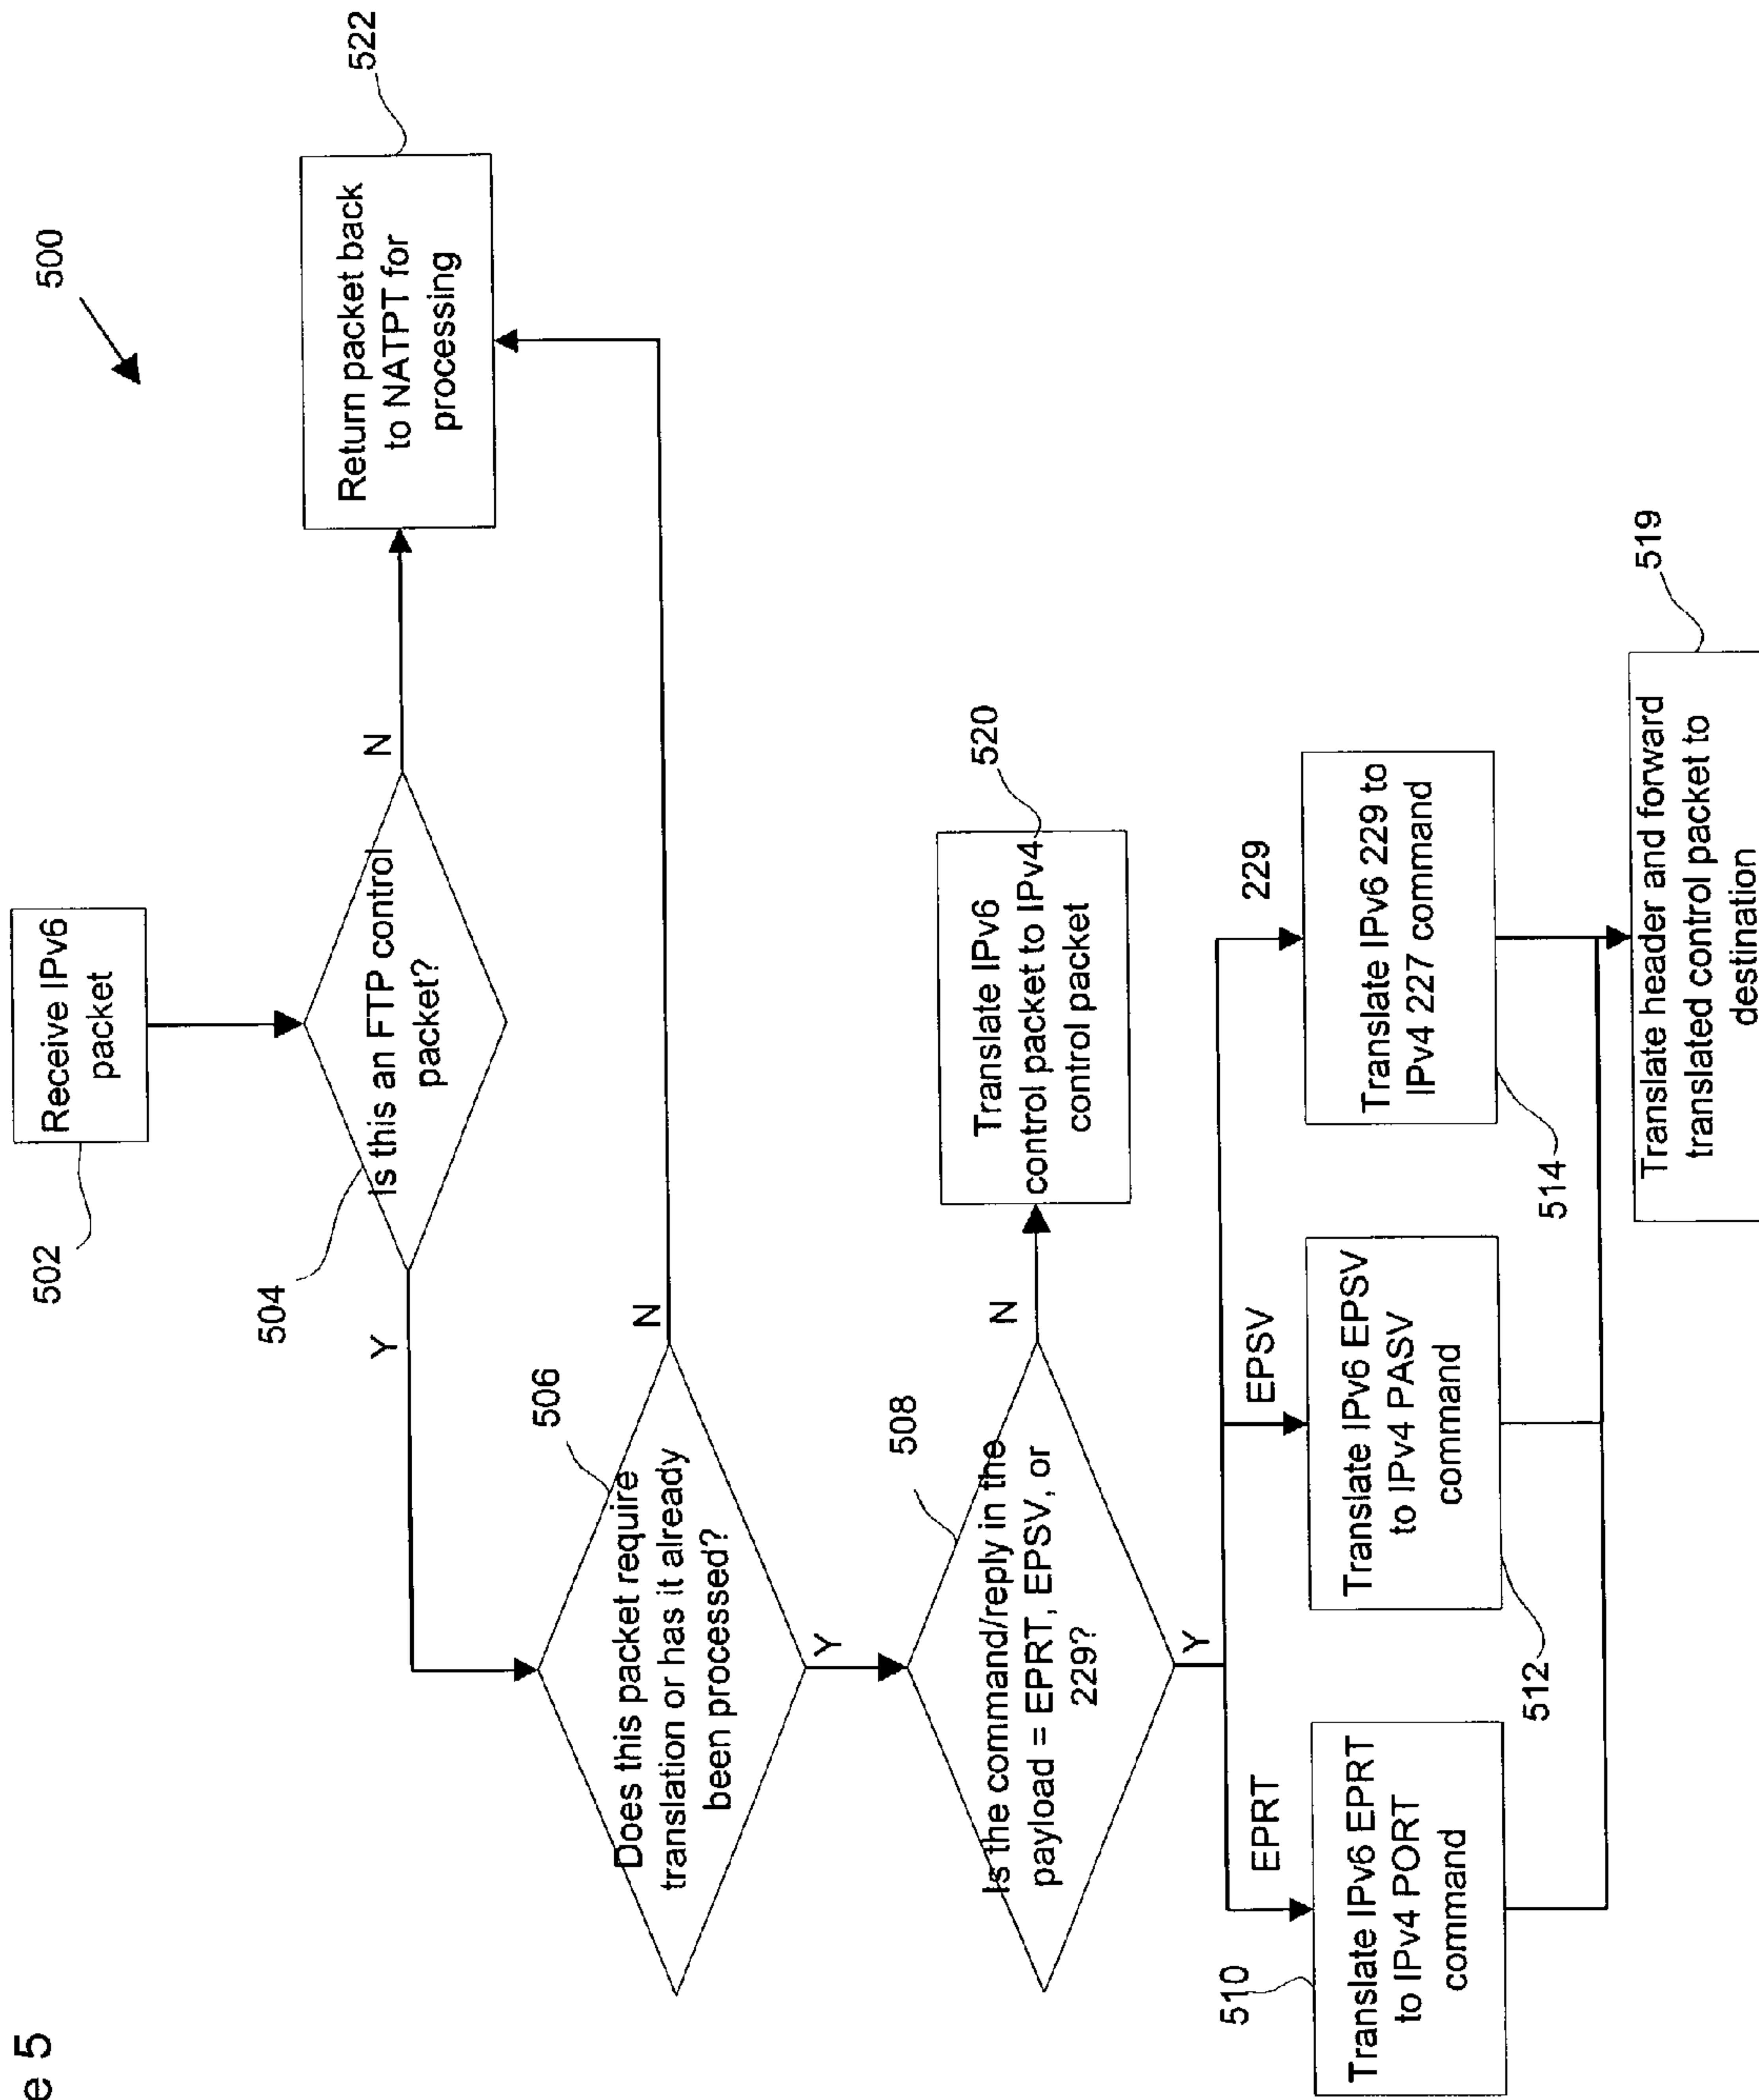 e 5
500
502
Receive IPv6
packet
504
Is this an FTP control
packet?
N
Y
522
Return packet back
to NATPT for
processing
506
Does this packet require
translation or has it already
been processed?
N
Y
508
Is the command/reply in the
payload = EPRT, EPSV, or
229?
N
Y
520
Translate IPv6
control packet to IPv4
control packet
EPRT
EPSV
229
510
Translate IPv6 EPRT
to IPv4 PORT
command
512
Translate IPv6 EPSV
to IPv4 PASV
command
514
Translate IPv6 229 to
IPv4 227 command
519
Translate header and forward
translated control packet to
destination